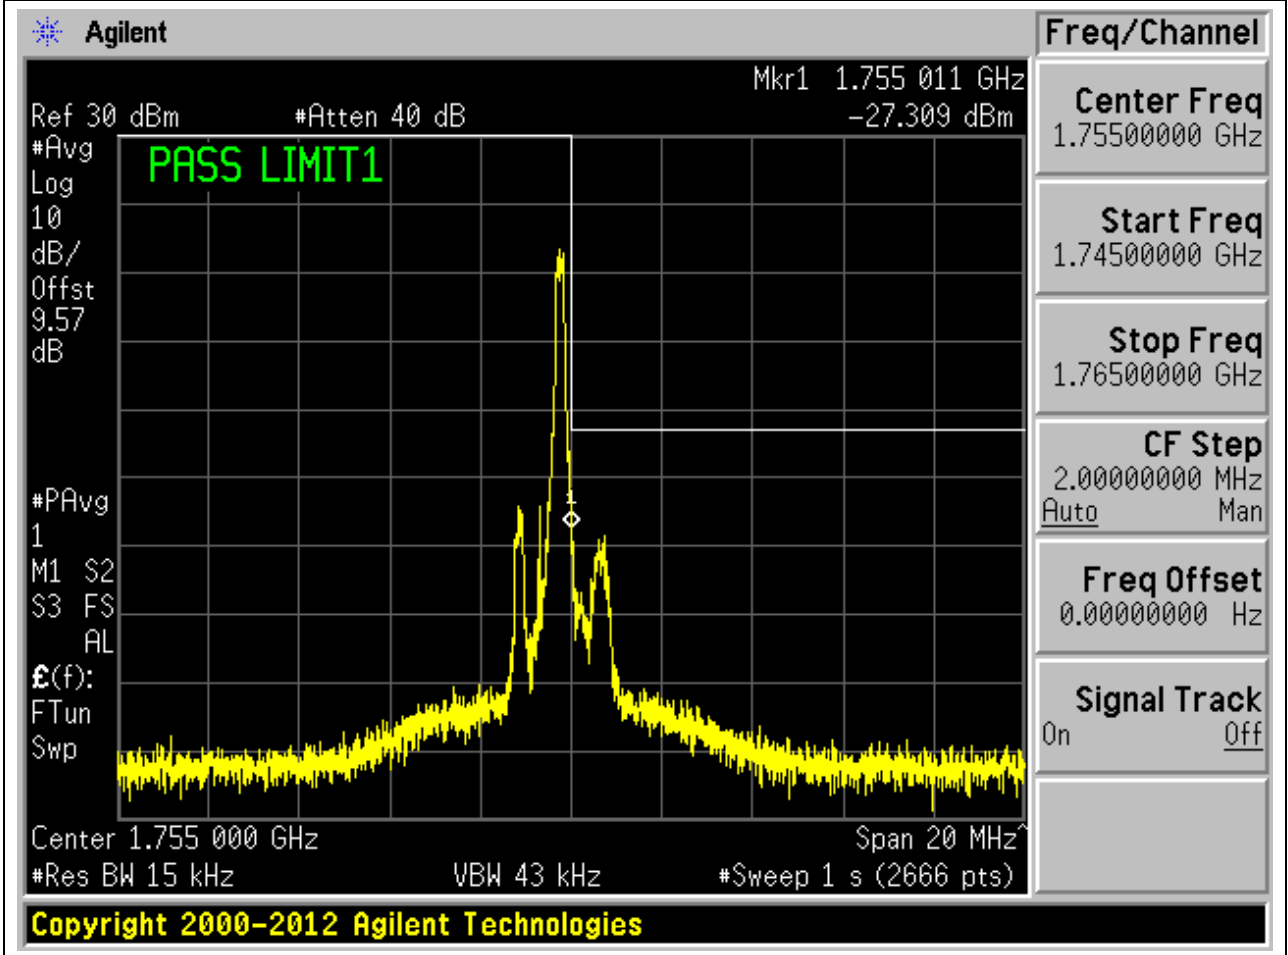 Agilent
Freq/Channel
Mkr1 1.755 011 GHz
Ref 30 dBm #Atten 40 dB -27.309 dBm
#Avg
Log
10
dB/
Offst
9.57
dB
PASS LIMIT1
#PAvg
1
M1 S2
S3 FS
AL
£(f):
FTun
Swp
1
Center 1.755 000 GHz Span 20 MHz^
#Res BW 15 kHz VBW 43 kHz #Sweep 1 s (2666 pts)
Center Freq
1.75500000 GHz
Start Freq
1.74500000 GHz
Stop Freq
1.76500000 GHz
CF Step
2.00000000 MHz
Auto Man
Freq Offset
0.00000000 Hz
Signal Track
On Off
Copyright 2000-2012 Agilent Technologies